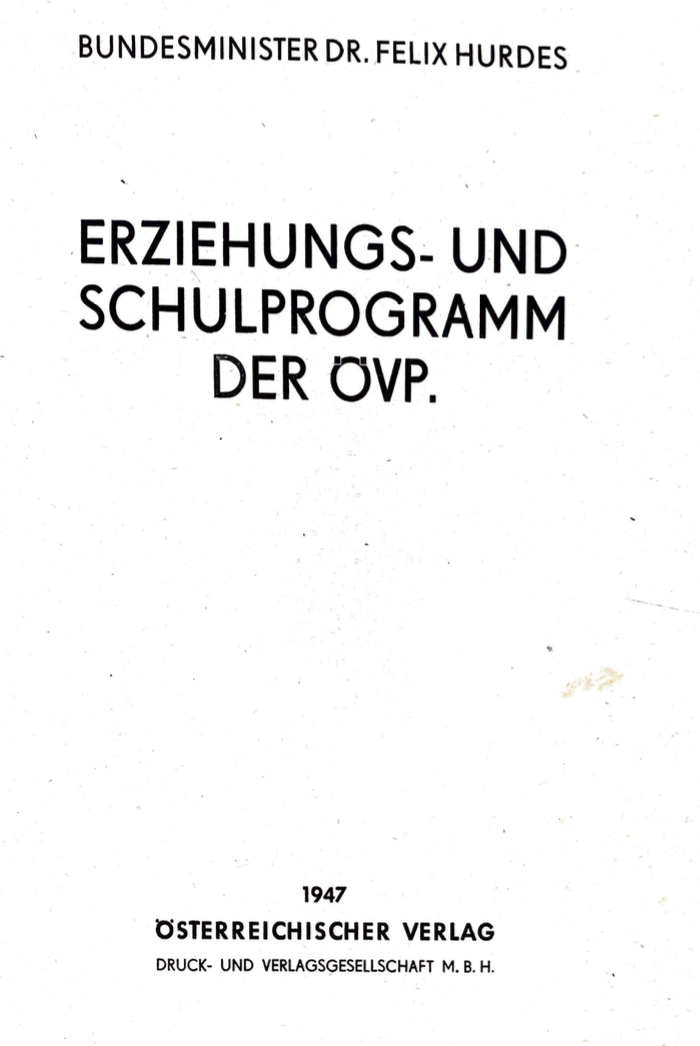 BUNDESMINISTER DR. FELIX HURDES
ERZIEHUNGS- UND
SCHULPROGRAMM
DER ÖVP.
1947
ÖSTERREICHISCHER VERLAG
DRUCK- UND VERLAGSGESELLSCHAFT M. B. H.